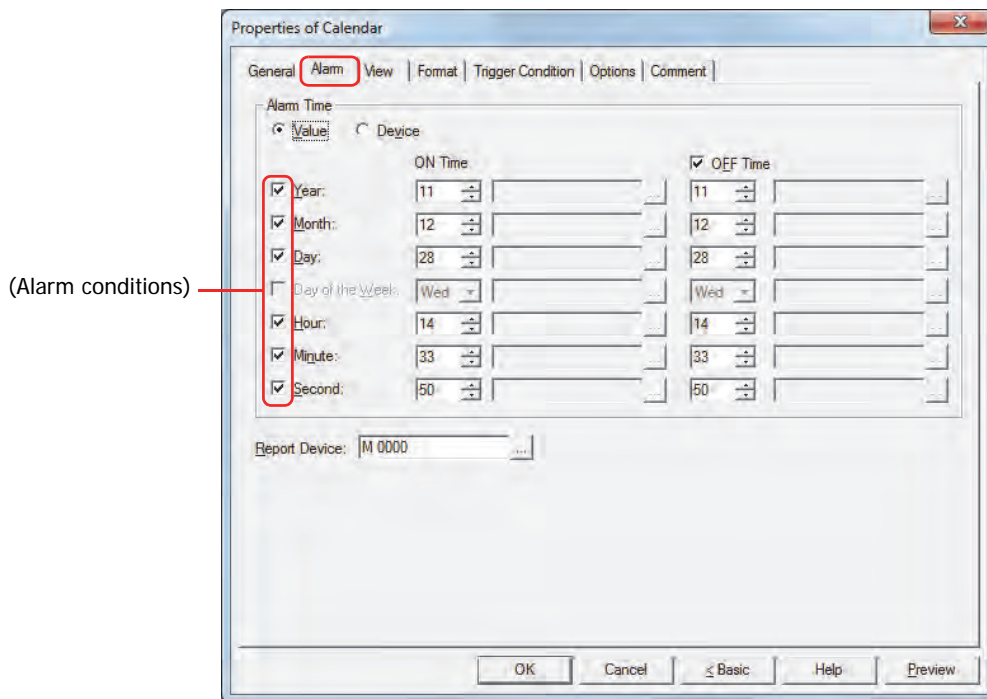 Properties of Calendar
General Alarm View Format Trigger Condition Options Comment
Alarm Time
Value Device
ON Time OFF Time
Year: 11 ... 11 ...
Month: 12 ... 12 ...
Day: 28 ... 28 ...
(Alarm conditions) Day of the Week: Wed ... Wed ...
Hour: 14 ... 14 ...
Minute: 33 ... 33 ...
Second: 50 ... 50 ...
Report Device: M 0000 ...
OK Cancel < Basic Help Preview